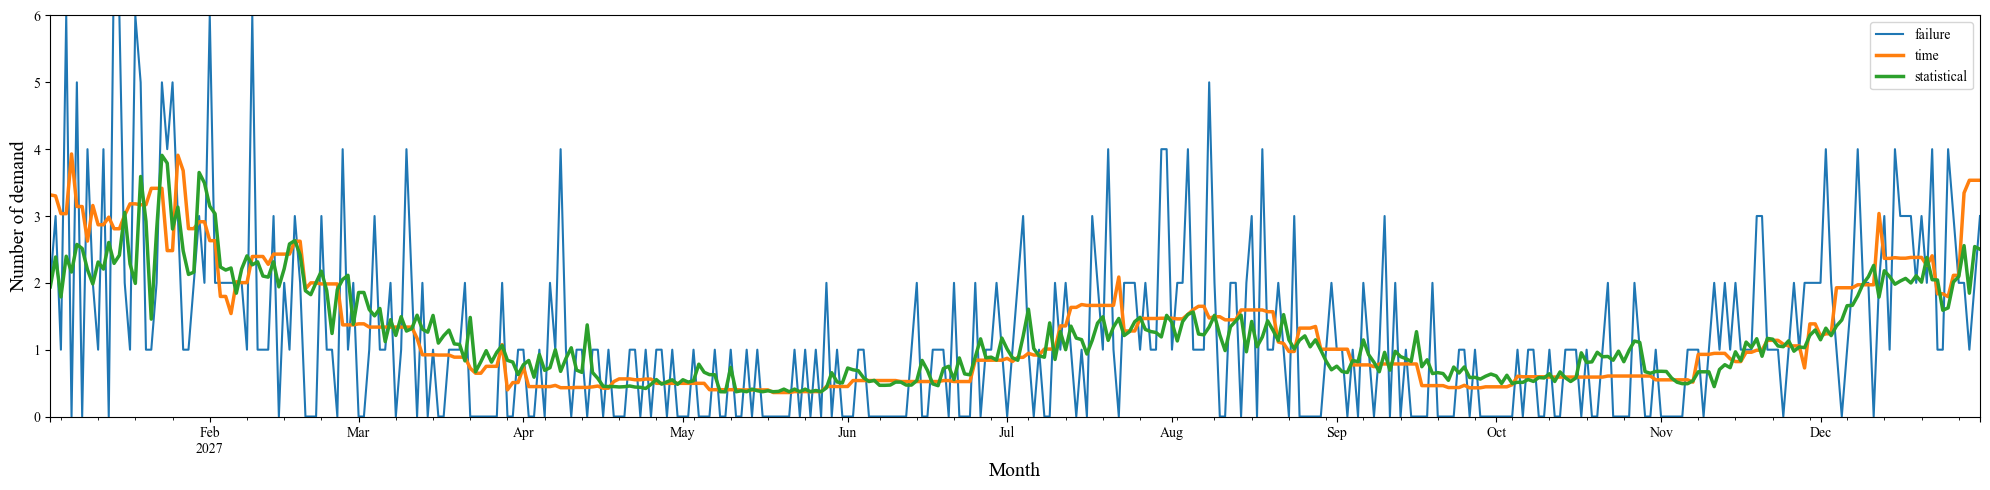 6
5
4
3
2
1
0
Number of demand
failure
time
statistical
Feb Mar Apr May Jun Jul Aug Sep Oct Nov Dec
2027
Month